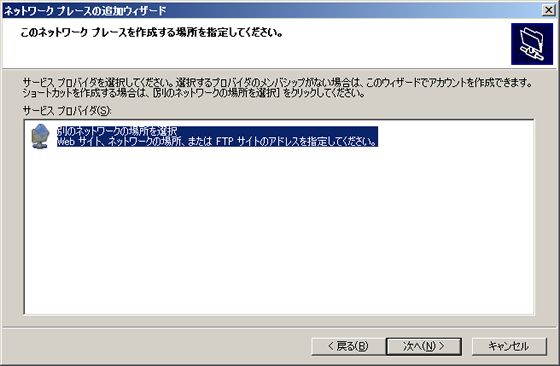 ネットワーク プレースの追加ウィザード
このネットワーク プレースを作成する場所を指定してください。
サービス プロバイダを選択してください。選択するプロバイダのメンバシップがない場合は、このウィザードでアカウントを作成できます。
ショートカットを作成する場合は、[別のネットワークの場所を選択] をクリックしてください。
サービス プロバイダ(S):
別のネットワークの場所を選択
Web サイト、ネットワークの場所、または FTP サイトのアドレスを指定してください。
< 戻る(B)
次へ(N) >
キャンセル